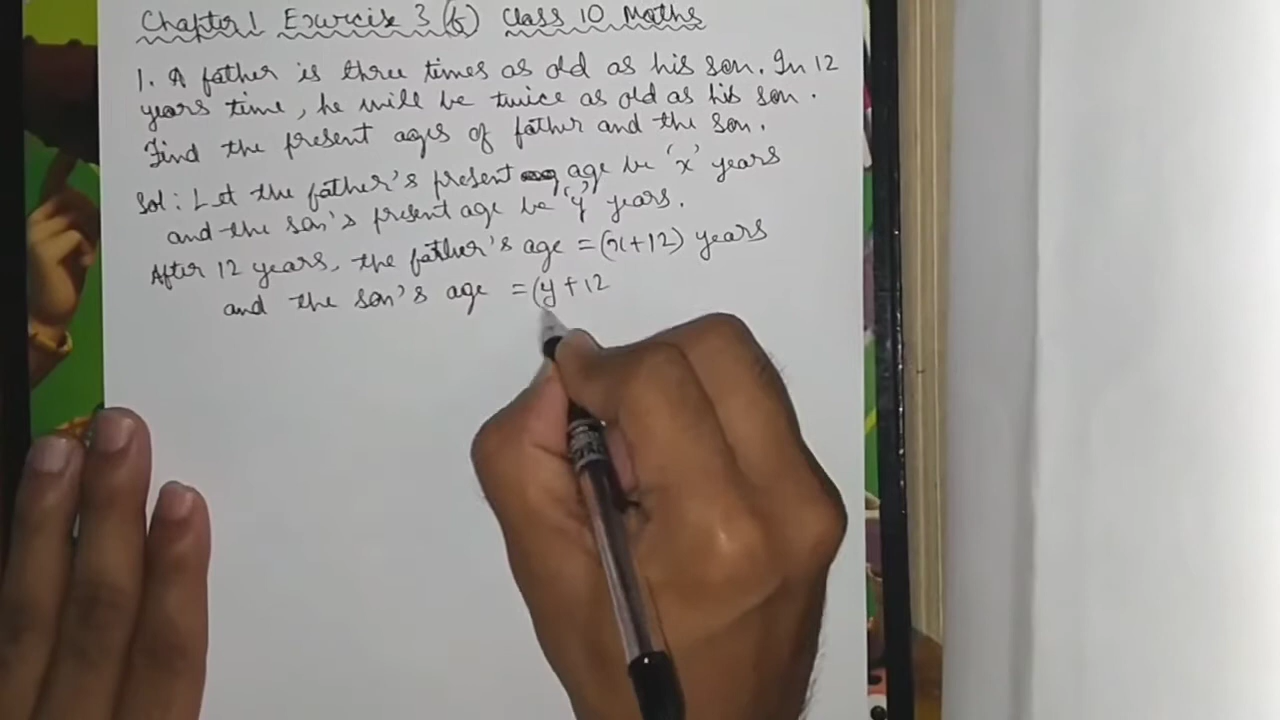 Chapter 1 Exercise 3 (f) Class 10 Maths
1. A father is three times as old as his son. In 12
years time, he will be twice as old as his son.
Find the present ages of father and the son.
Sol: Let the father's present age be 'x' years
and the son's present age be 'y' years.
After 12 years, the father's age = (x+12) years
and the son's age = (y+12